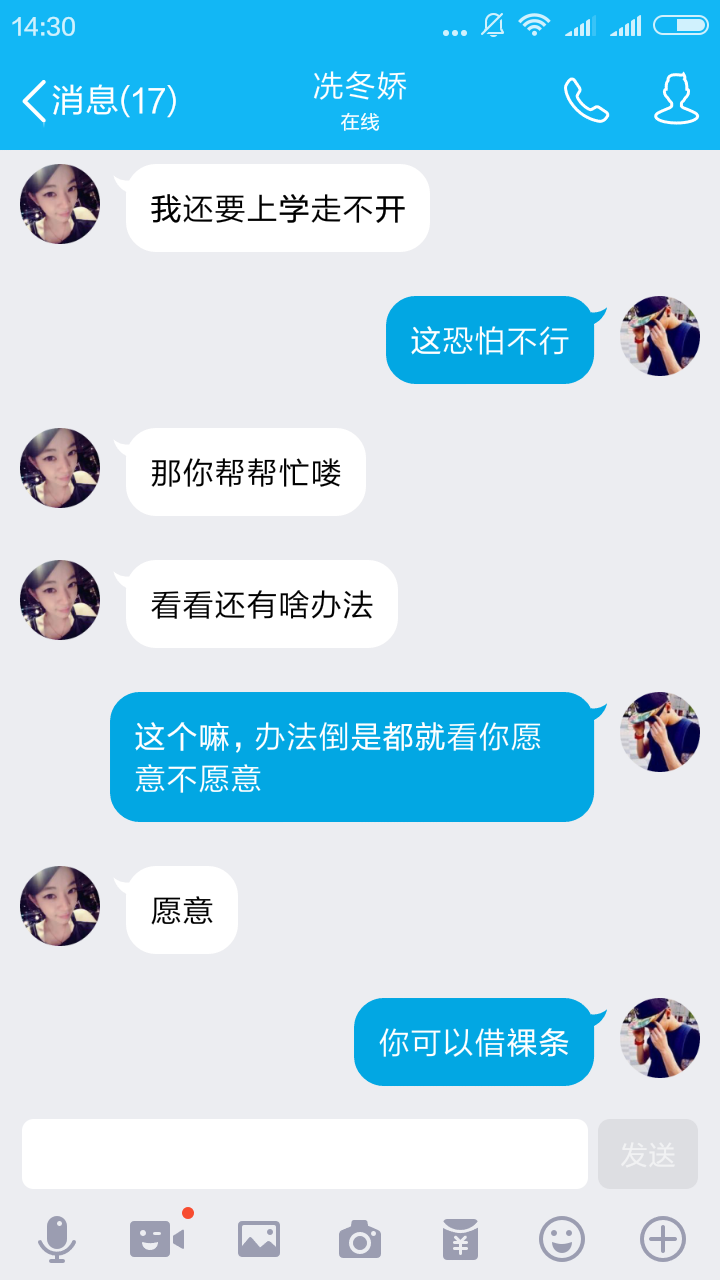 14:30
消息(17)
冼冬娇
在线
我还要上学走不开
这恐怕不行
那你帮帮忙喽
看看还有啥办法
这个嘛，办法倒是都就看你愿
意不愿意
愿意
你可以借裸条
发送